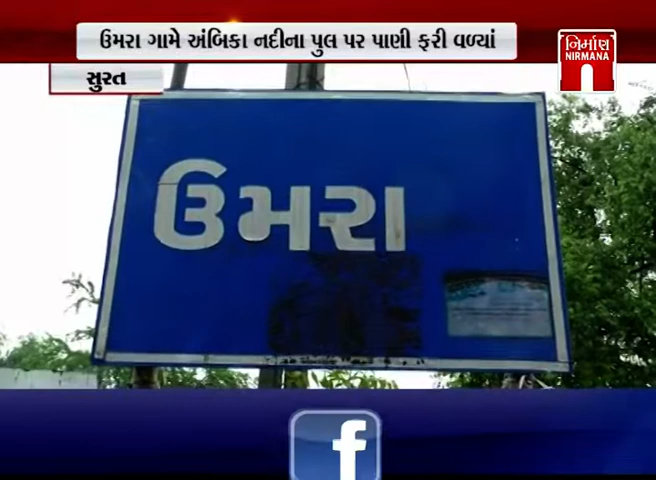 ઉમરા ગામે અંબિકા નદીના પુલ પર પાણી ફરી વળ્યાં
નિર્માણ
NIRMANA
સુરત
ઉમરા
f